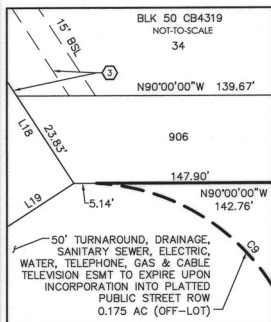 BLK 50 CB4319
NOT-TO-SCALE
34
15' BSL
3
N90°00'00"W 139.67'
L18
23.83'
906
147.90'
L19
5.14'
N90°00'00"W
142.76'
C9
50' TURNAROUND, DRAINAGE,
SANITARY SEWER, ELECTRIC,
WATER, TELEPHONE, GAS & CABLE
TELEVISION ESMT TO EXPIRE UPON
INCORPORATION INTO PLATTED
PUBLIC STREET ROW
0.175 AC (OFF-LOT)